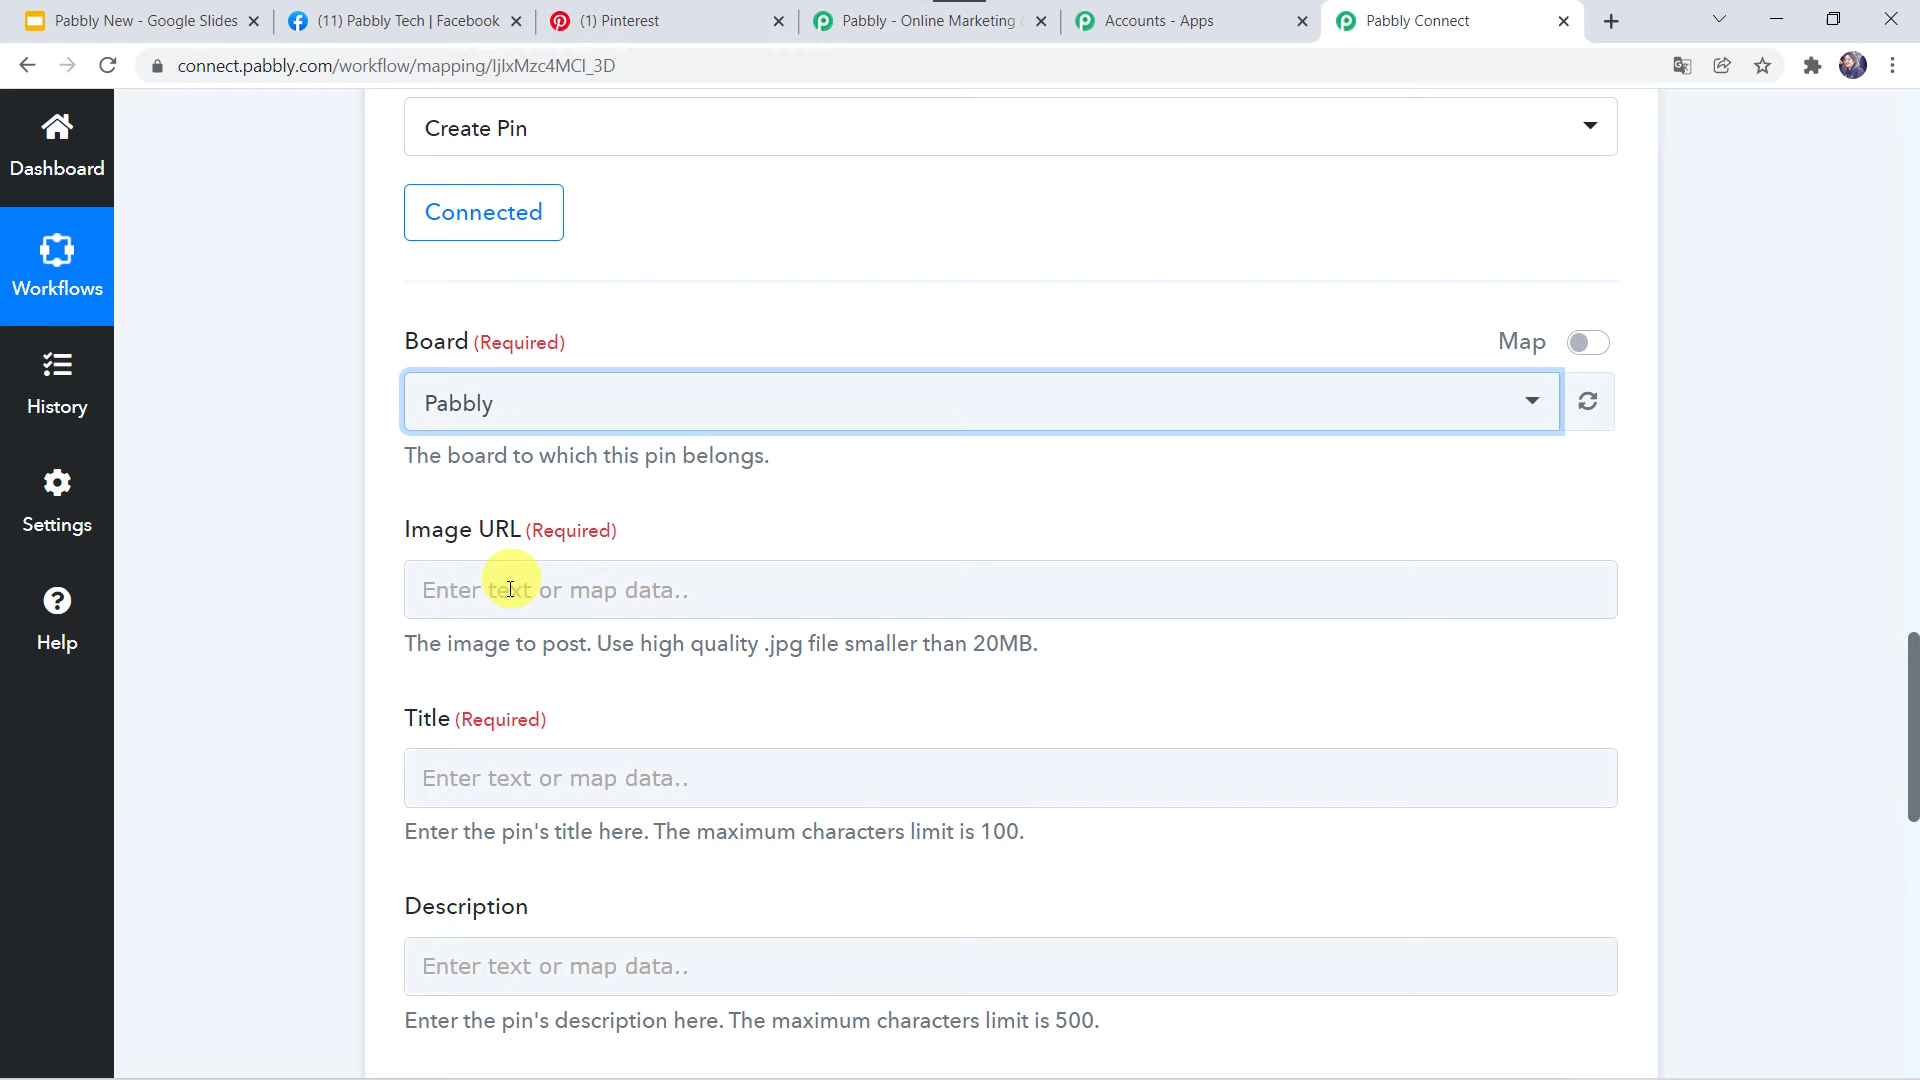 Pabbly New - Google Slides
(11) Pabbly Tech | Facebook
(1) Pinterest
Pabbly - Online Marketing
Accounts - Apps
Pabbly Connect
connect.pabbly.com/workflow/mapping/IjIxMzc4MCI_3D
Dashboard
Workflows
History
Settings
Help
Create Pin
Connected
Board (Required)
Map
Pabbly
The board to which this pin belongs.
Image URL (Required)
Enter text or map data..
The image to post. Use high quality .jpg file smaller than 20MB.
Title (Required)
Enter text or map data..
Enter the pin's title here. The maximum characters limit is 100.
Description
Enter text or map data..
Enter the pin's description here. The maximum characters limit is 500.